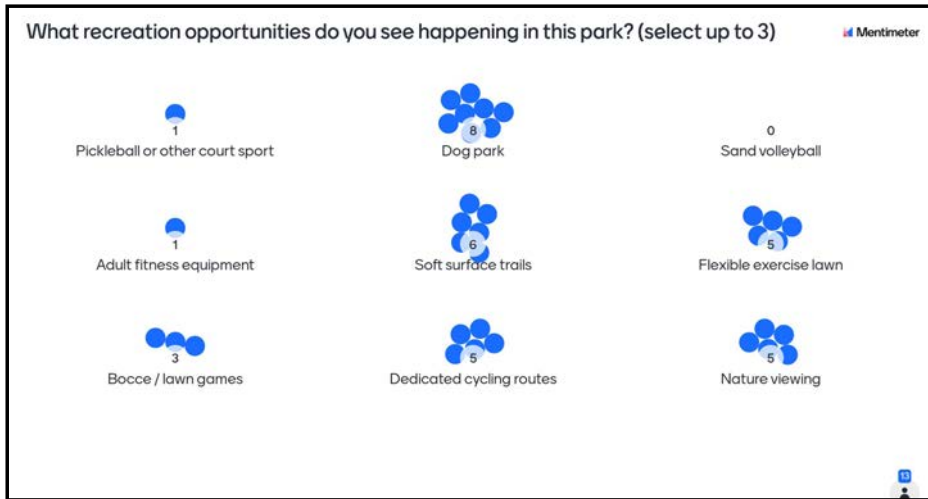 What recreation opportunities do you see happening in this park? (select up to 3)
Mentimeter
1
Pickleball or other court sport
8
Dog park
0
Sand volleyball
1
Adult fitness equipment
6
Soft surface trails
5
Flexible exercise lawn
3
Bocce / lawn games
5
Dedicated cycling routes
5
Nature viewing
13